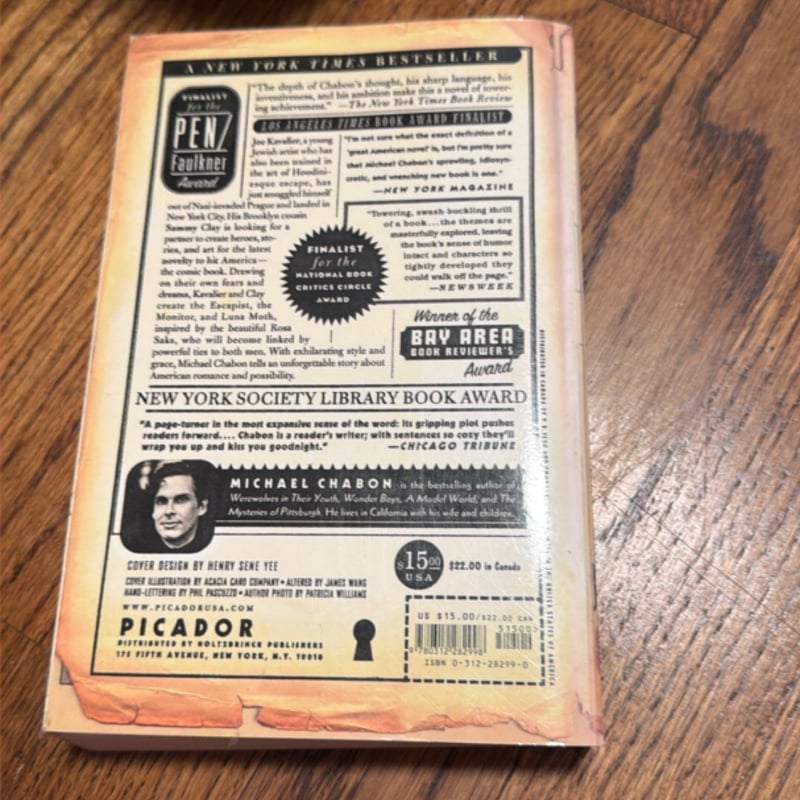 A NEW YORK TIMES BESTSELLER
FINALIST
for the
PEN/
Faulkner
Award
"The depth of Chabon's thought, his sharp language, his
inventiveness, and his ambition make this a novel of tower-
ing achievement." —The New York Times Book Review
LOS ANGELES TIMES BOOK AWARD FINALIST
Joe Kavalier, a young
Jewish artist who has
also been trained in
the art of Houdini-
esque escape, has
just smuggled himself
out of Nazi-invaded Prague and landed in
New York City. His Brooklyn cousin
Sammy Clay is looking for a
partner to create heroes, sto-
ries, and art for the latest
novelty to hit America—
the comic book. Drawing
on their own fears and
dreams, Kavalier and Clay
create the Escapist, the
Monitor, and Luna Moth,
inspired by the beautiful Rosa
Saks, who will become linked by
powerful ties to both men. With exhilarating style and
grace, Michael Chabon tells an unforgettable story about
American romance and possibility.
"I'm not sure what the exact definition of a
'great American novel' is, but I'm pretty sure
that Michael Chabon's sprawling, idiosyn-
cratic, and wrenching new book is one."
—NEW YORK MAGAZINE
"Towering, swash-buckling thrill
of a book...the themes are
masterfully explored, leaving
the book's sense of humor
intact and characters so
tightly developed they
could walk off the page."
—NEWSWEEK
FINALIST
for the
NATIONAL BOOK
CRITICS CIRCLE
AWARD
Winner of the
BAY AREA
BOOK REVIEWER'S
Award
NEW YORK SOCIETY LIBRARY BOOK AWARD
"A page-turner in the most expansive sense of the word: its gripping plot pushes
readers forward.... Chabon is a reader's writer; with sentences so cozy they'll
wrap you up and kiss you goodnight." —CHICAGO TRIBUNE
MICHAEL CHABON is the bestselling author of
Werewolves in Their Youth, Wonder Boys, A Model World, and The
Mysteries of Pittsburgh. He lives in California with his wife and children.
COVER DESIGN BY HENRY SENE YEE
COVER ILLUSTRATION BY ACACIA CARD COMPANY • ALTERED BY JAMES WANG
HAND-LETTERING BY PHIL PASCUZZO • AUTHOR PHOTO BY PATRICIA WILLIAMS
WWW.PICADORUSA.COM
PICADOR
DISTRIBUTED BY HOLTZBRINCK PUBLISHERS
175 FIFTH AVENUE, NEW YORK, N.Y. 10010
$15.00
USA
$22.00 in Canada
US $15.00/$22.00 CAN
51500
9 780312 282998
ISBN 0-312-28299-0